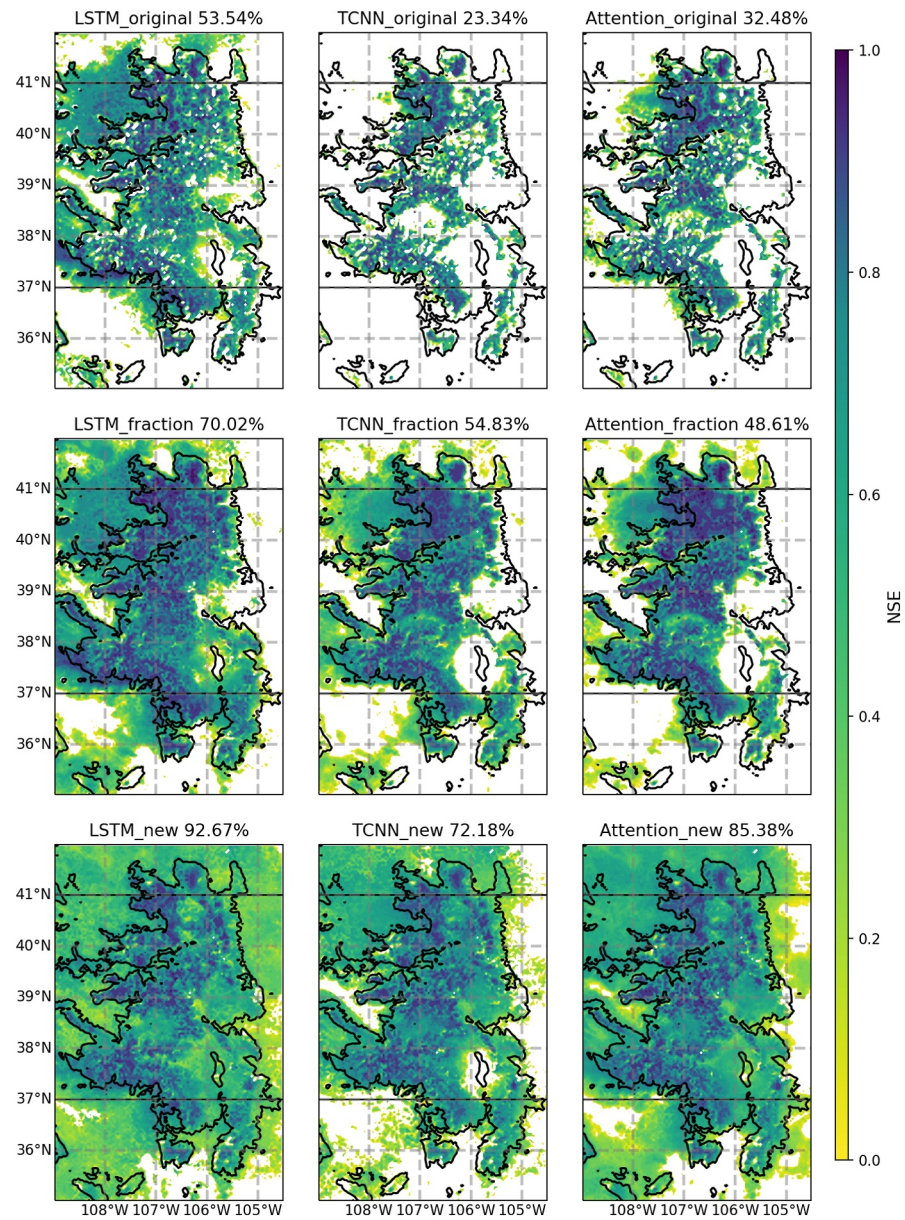 LSTM_original 53.54% TCNN_original 23.34% Attention_original 32.48%
1.0
41°N
40°N
39°N
38°N
0.8
37°N
36°N
LSTM_fraction 70.02% TCNN_fraction 54.83% Attention_fraction 48.61%
41°N
0.6
40°N
39°N
NSE
38°N
37°N
0.4
36°N
LSTM_new 92.67% TCNN_new 72.18% Attention_new 85.38%
41°N
0.2
40°N
39°N
38°N
37°N
36°N
0.0
108°W 107°W 106°W 105°W 108°W 107°W 106°W 105°W 108°W 107°W 106°W 105°W